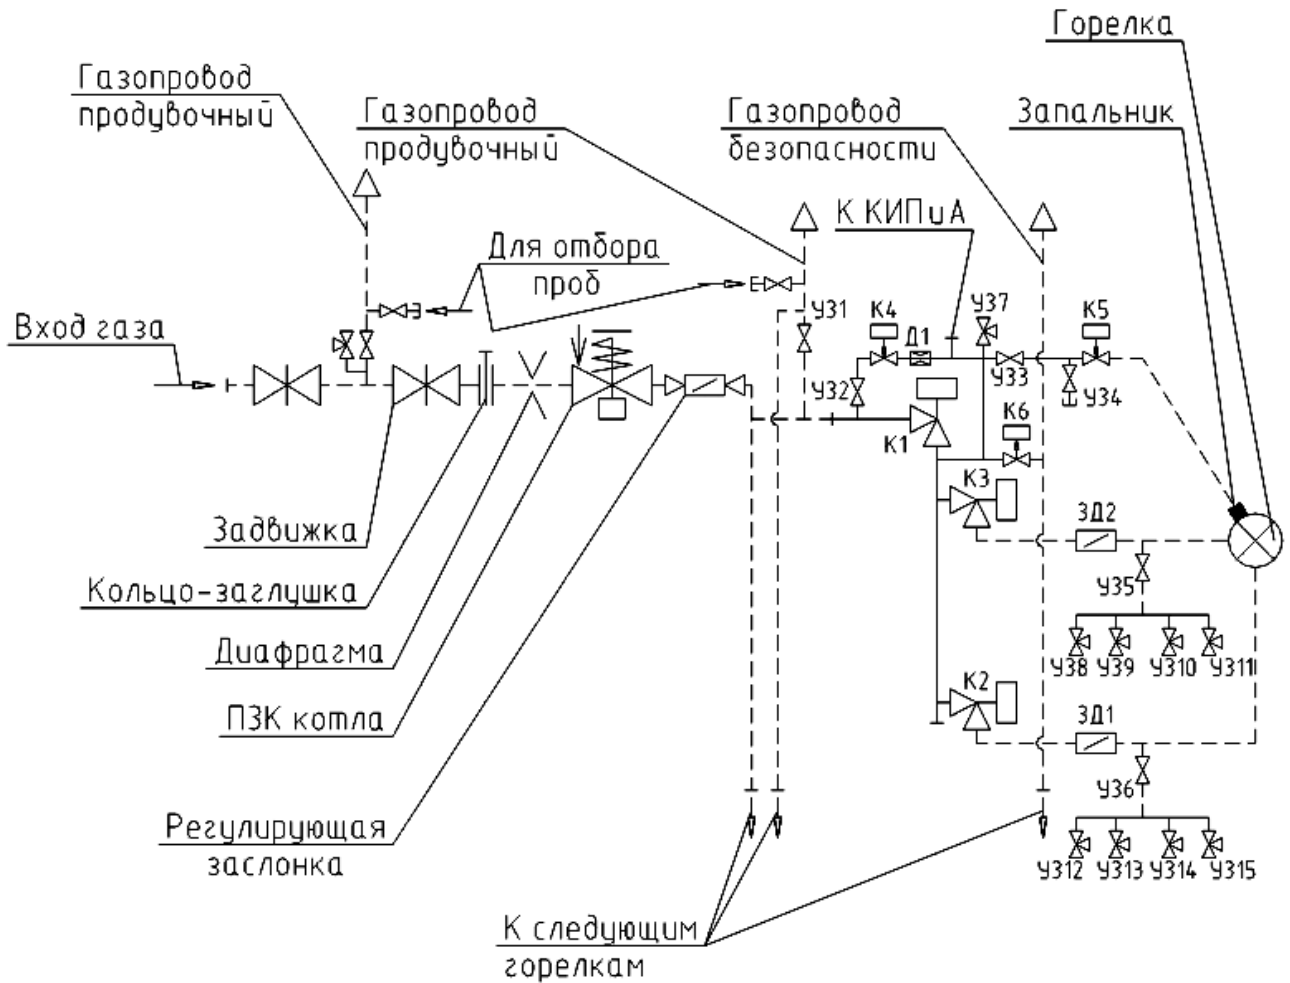 Горелка
Газопровод
продувочный
Газопровод
продувочный
Газопровод
безопасности
Запальник
К КИПиА
Для отбора
проб
Вход газа
УЗ1
К4
Д1
УЗ7
К5
УЗ2
УЗ3
УЗ4
К1
К6
К3
ЗД2
Задвижка
Кольцо-заглушка
УЗ5
Диафрагма
УЗ8
УЗ9
УЗ10
УЗ11
К2
ПЗК котла
ЗД1
УЗ6
Регулирующая
заслонка
УЗ12
УЗ13
УЗ14
УЗ15
К следующим
горелкам